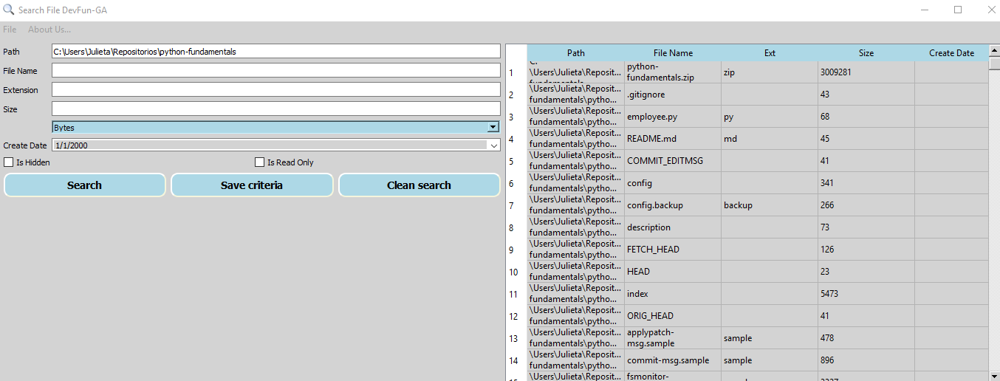 Search File DevFun-GA
File About Us...
Path C:\Users\Julieta\Repositorios\python-fundamentals
File Name
Extension
Size
Bytes
Create Date 1/1/2000
Is Hidden Is Read Only
Search Save criteria Clean search
Path File Name Ext Size Create Date
1 \Users\Julieta\Reposit... python-fundamentals.zip zip 3009281
2 \Users\Julieta\Reposit... fundamentals\pytho... .gitignore 43
3 \Users\Julieta\Reposit... fundamentals\pytho... employee.py py 68
4 \Users\Julieta\Reposit... fundamentals\pytho... README.md md 45
5 \Users\Julieta\Reposit... fundamentals\pytho... COMMIT_EDITMSG 41
6 \Users\Julieta\Reposit... fundamentals\pytho... config 341
7 \Users\Julieta\Reposit... fundamentals\pytho... config.backup backup 266
8 \Users\Julieta\Reposit... fundamentals\pytho... description 73
9 \Users\Julieta\Reposit... fundamentals\pytho... FETCH_HEAD 126
10 \Users\Julieta\Reposit... fundamentals\pytho... HEAD 23
11 \Users\Julieta\Reposit... fundamentals\pytho... index 5473
12 \Users\Julieta\Reposit... fundamentals\pytho... ORIG_HEAD 41
13 \Users\Julieta\Reposit... fundamentals\pytho... applypatch-msg.sample sample 478
14 \Users\Julieta\Reposit... fundamentals\pytho... commit-msg.sample sample 896
\Users\Julieta\Reposit... fsmonitor-